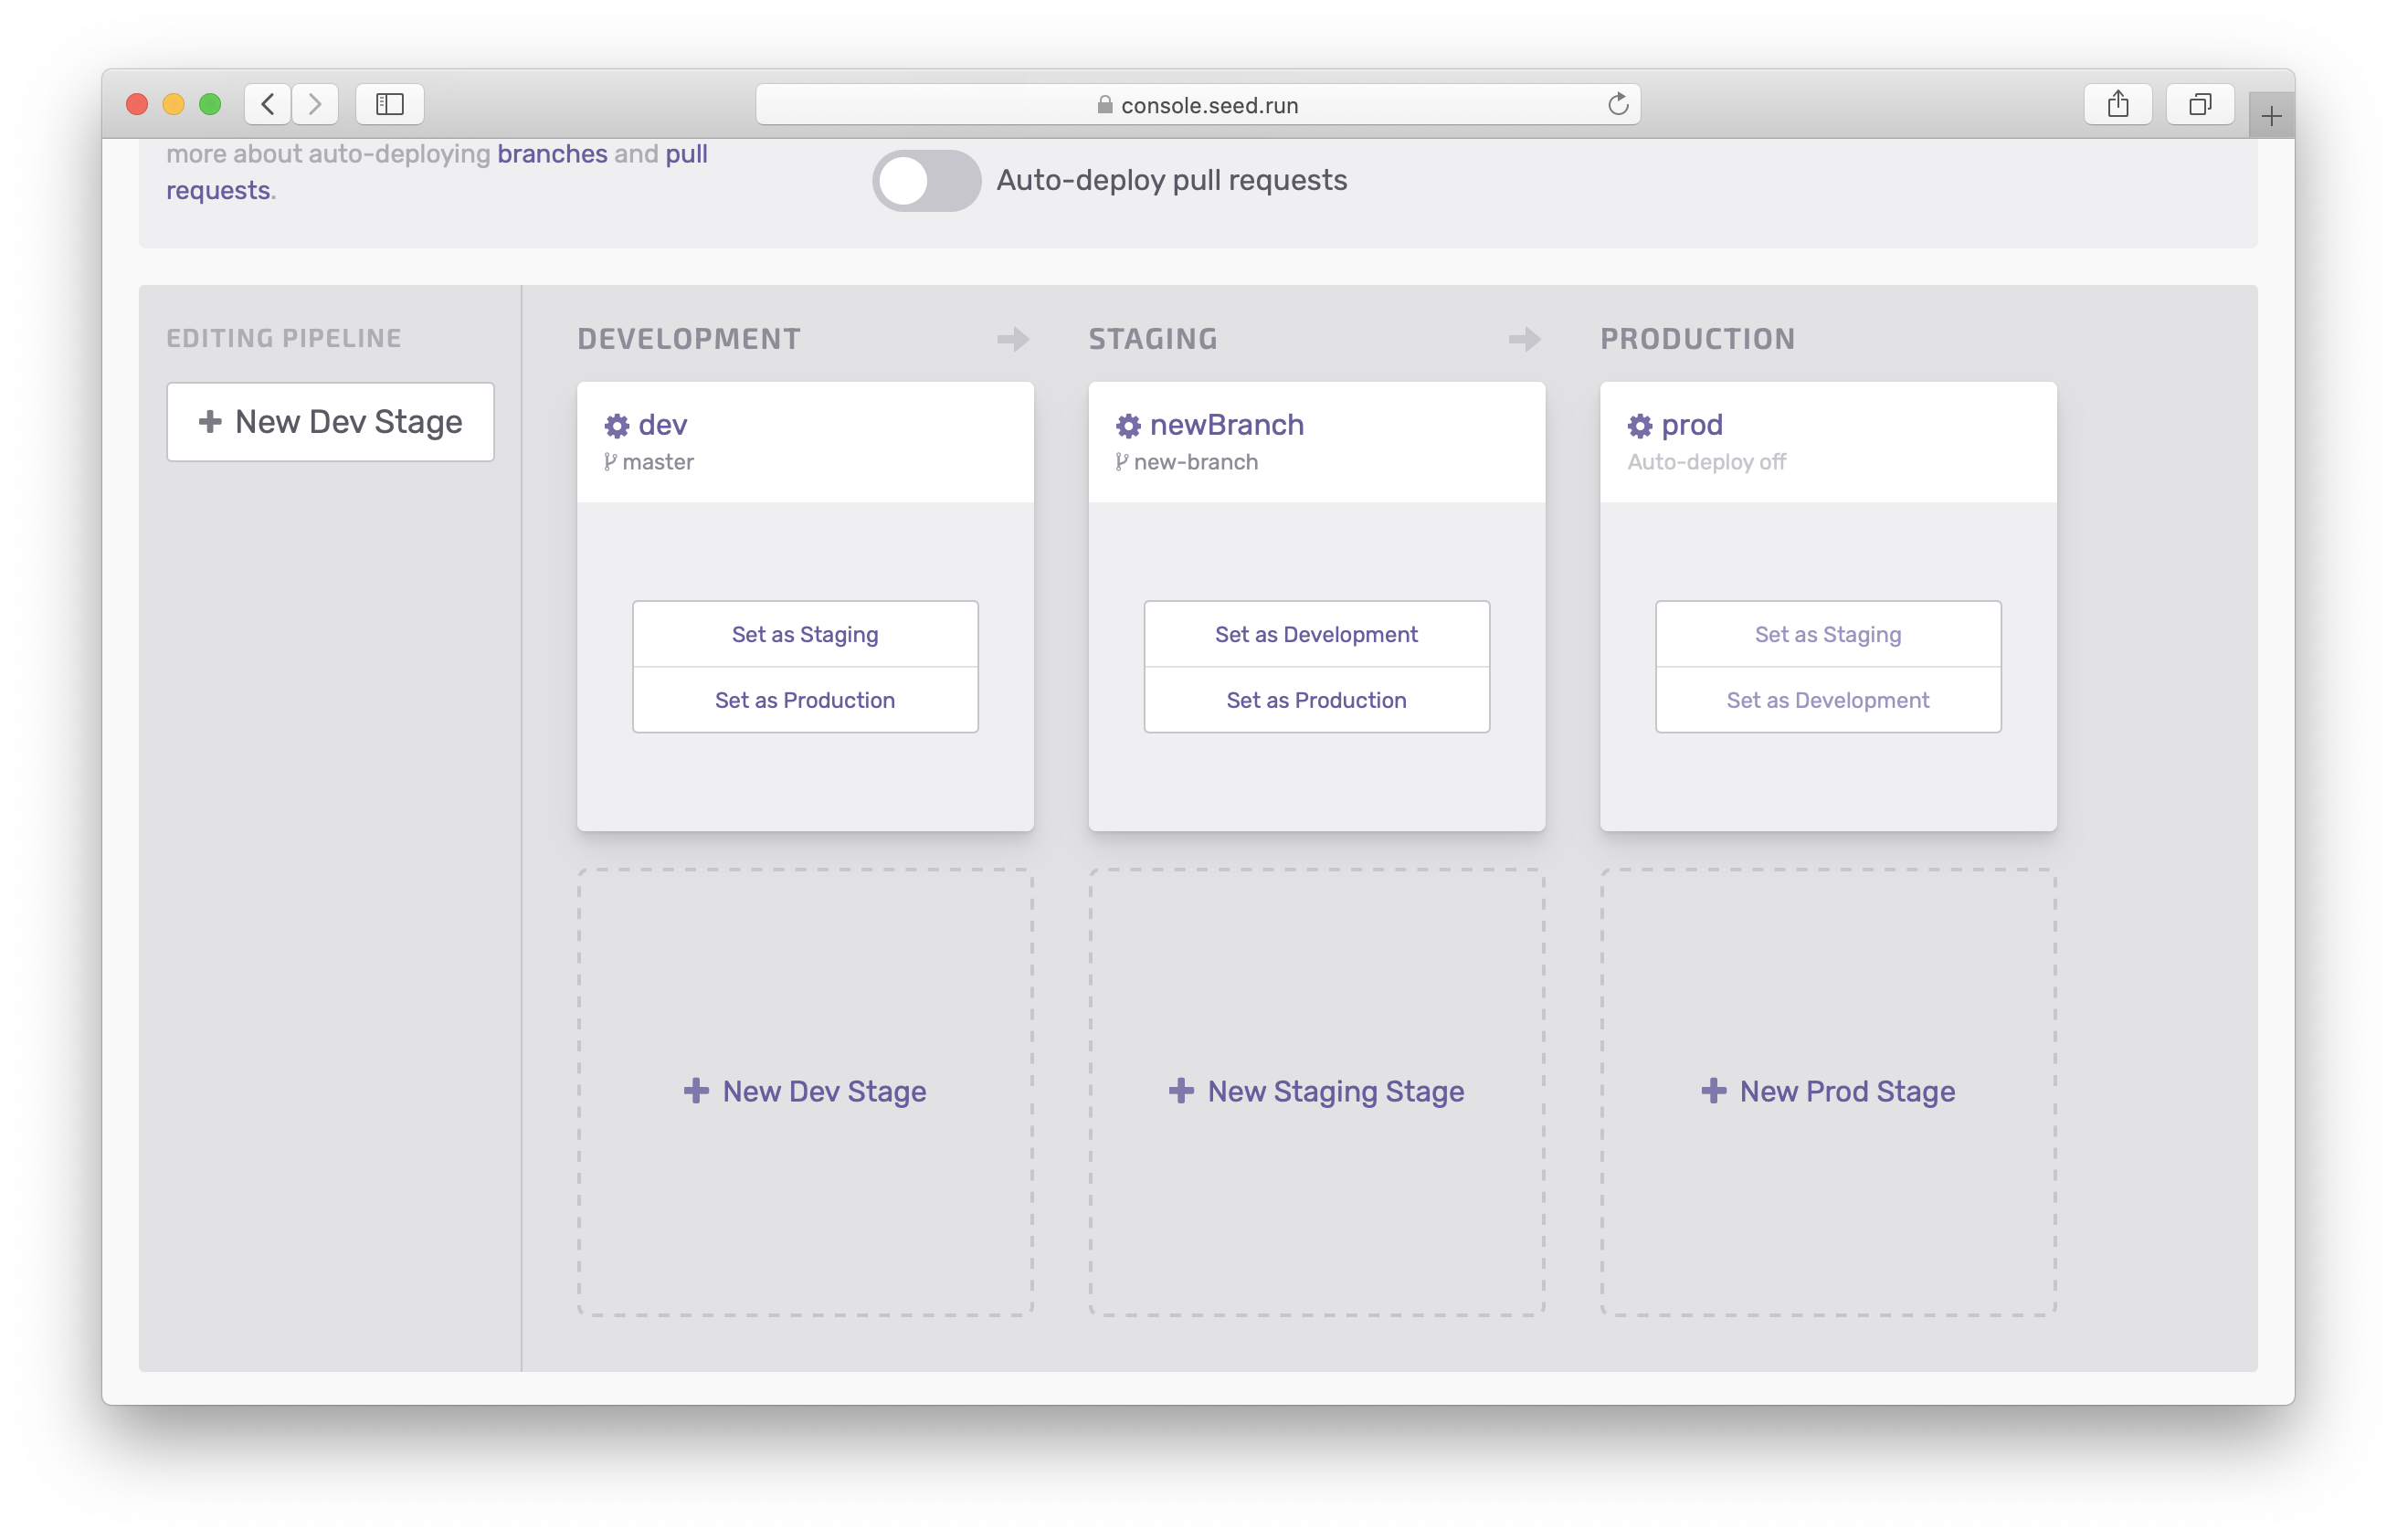 console.seed.run
more about auto-deploying branches and pull
requests.
Auto-deploy pull requests
EDITING PIPELINE
New Dev Stage
DEVELOPMENT
dev
master
Set as Staging
Set as Production
New Dev Stage
STAGING
newBranch
new-branch
Set as Development
Set as Production
New Staging Stage
PRODUCTION
prod
Auto-deploy off
Set as Staging
Set as Development
New Prod Stage